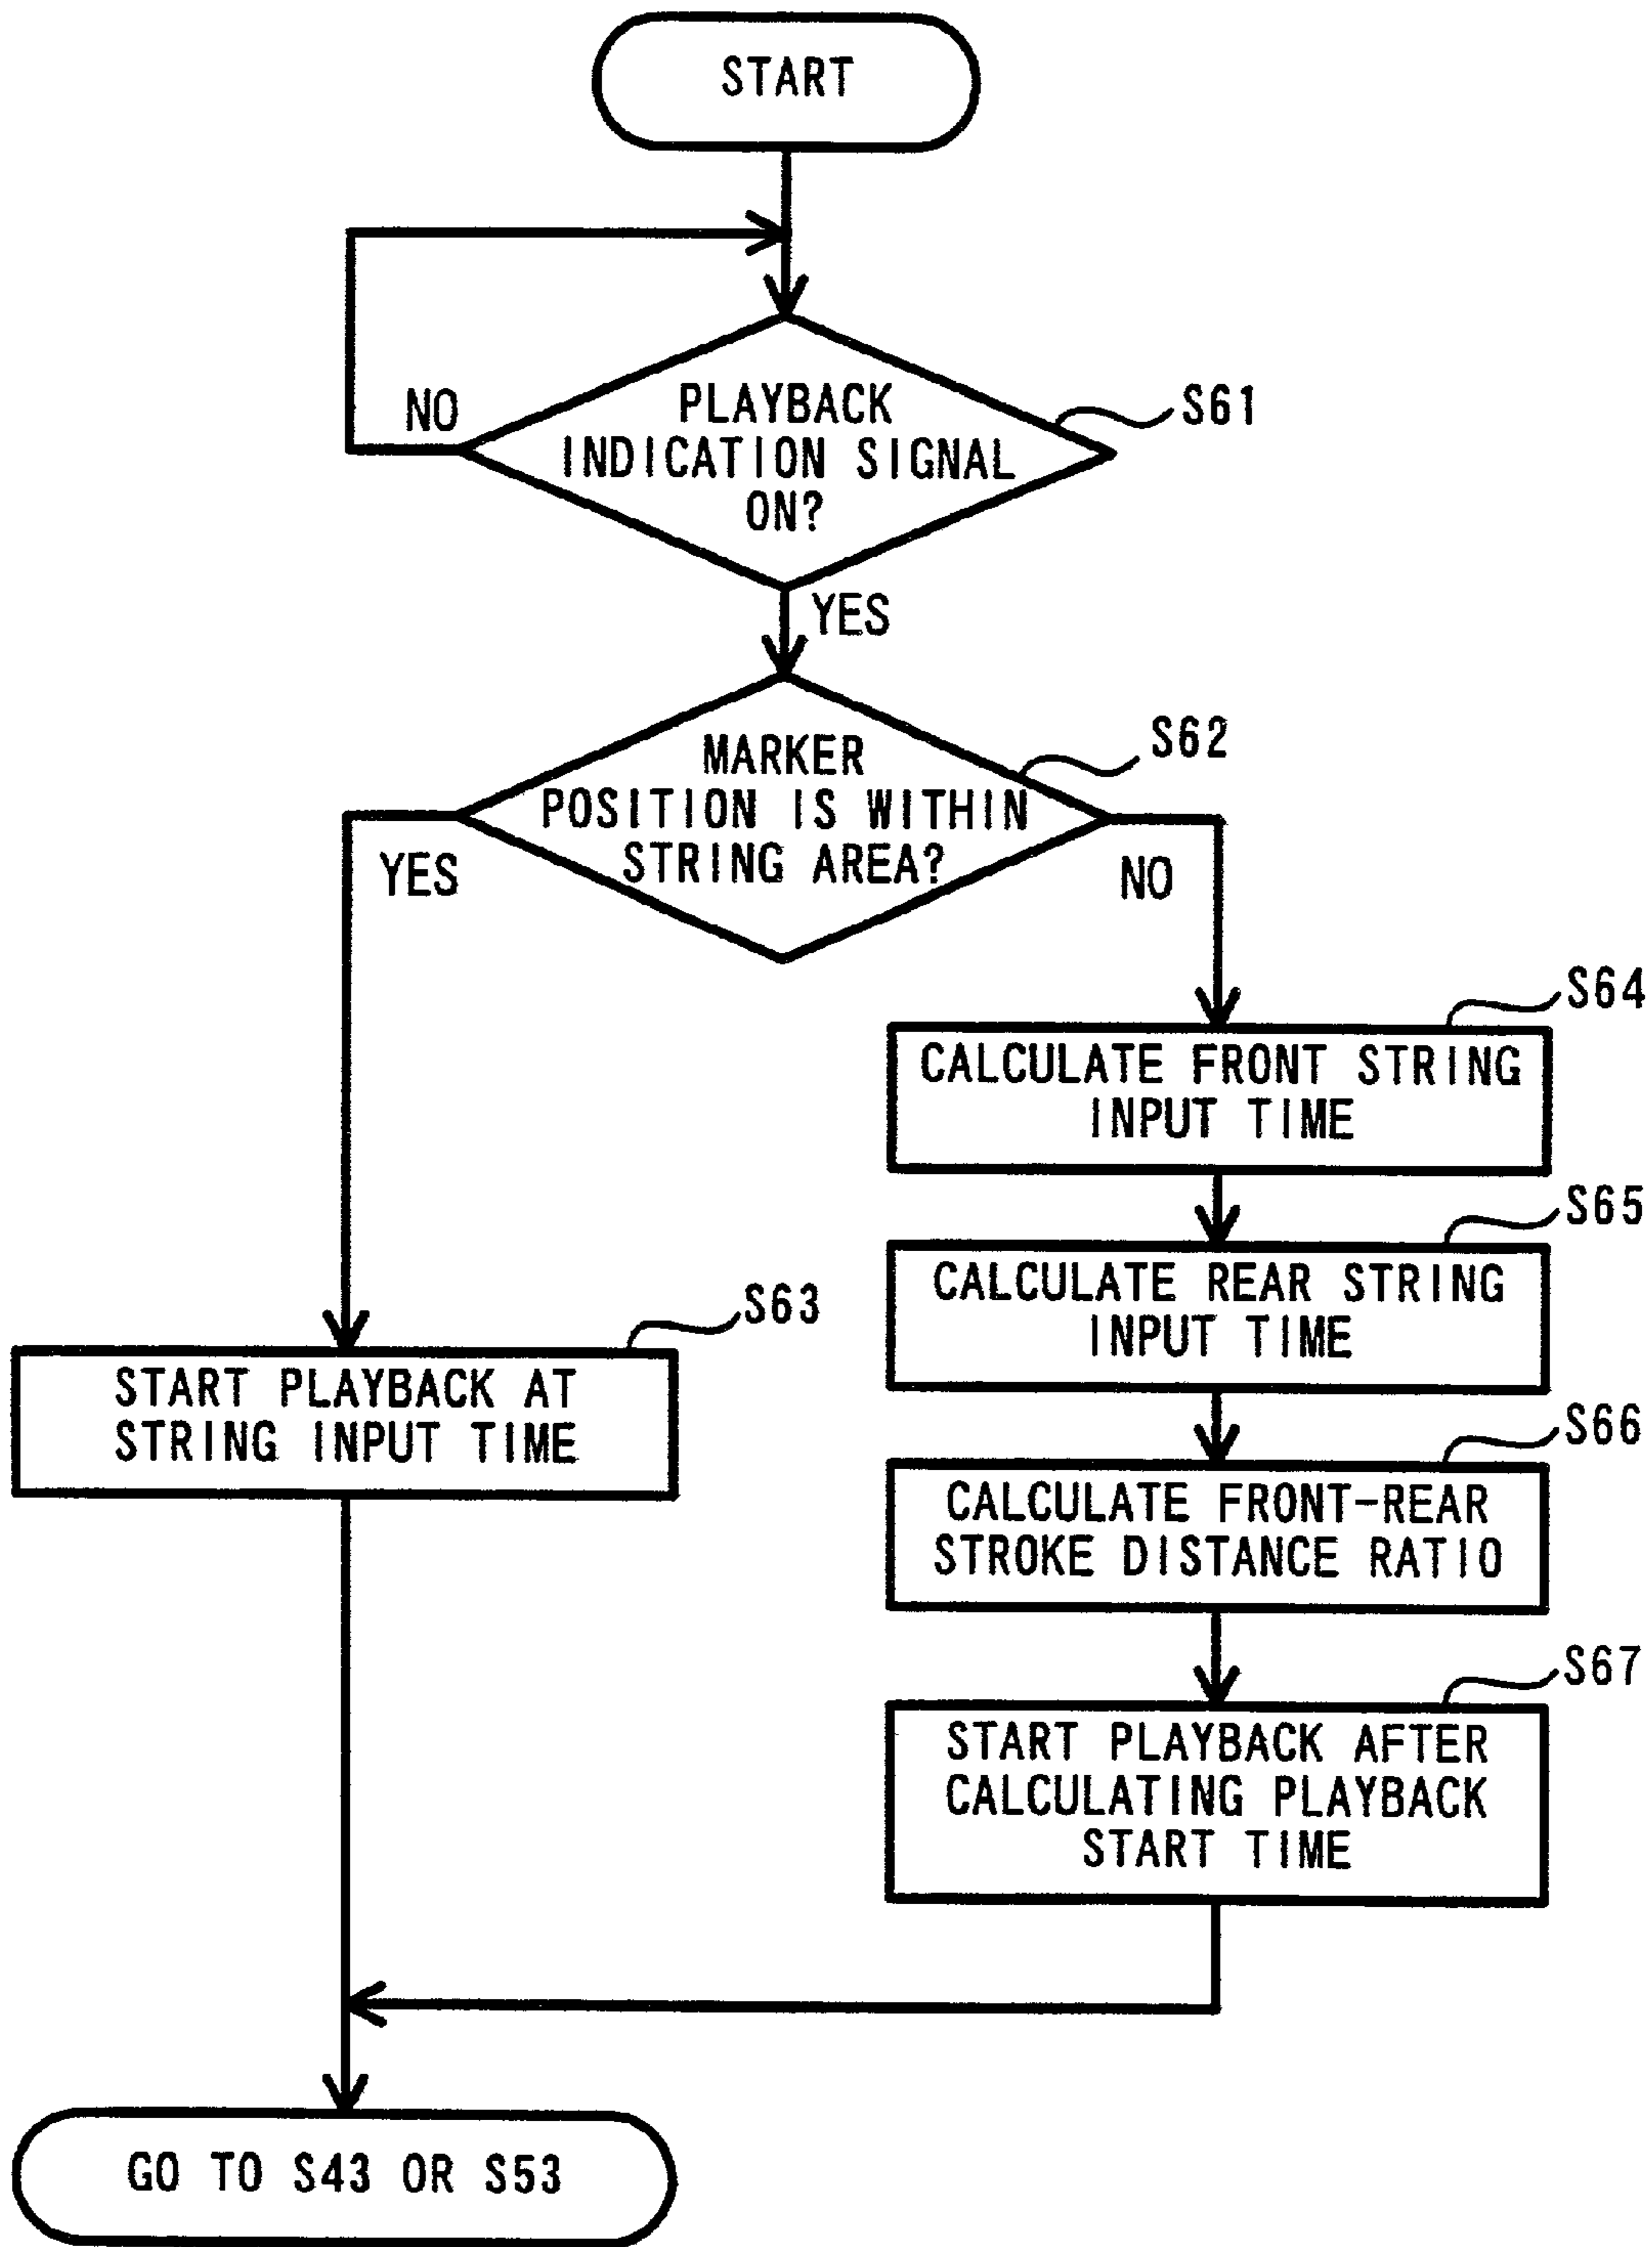 START
NO
PLAYBACK
INDICATION SIGNAL
ON?
S61
YES
MARKER
POSITION IS WITHIN
STRING AREA?
S62
YES
NO
S64
CALCULATE FRONT STRING
INPUT TIME
S65
CALCULATE REAR STRING
INPUT TIME
S63
START PLAYBACK AT
STRING INPUT TIME
S66
CALCULATE FRONT-REAR
STROKE DISTANCE RATIO
S67
START PLAYBACK AFTER
CALCULATING PLAYBACK
START TIME
GO TO S43 OR S53